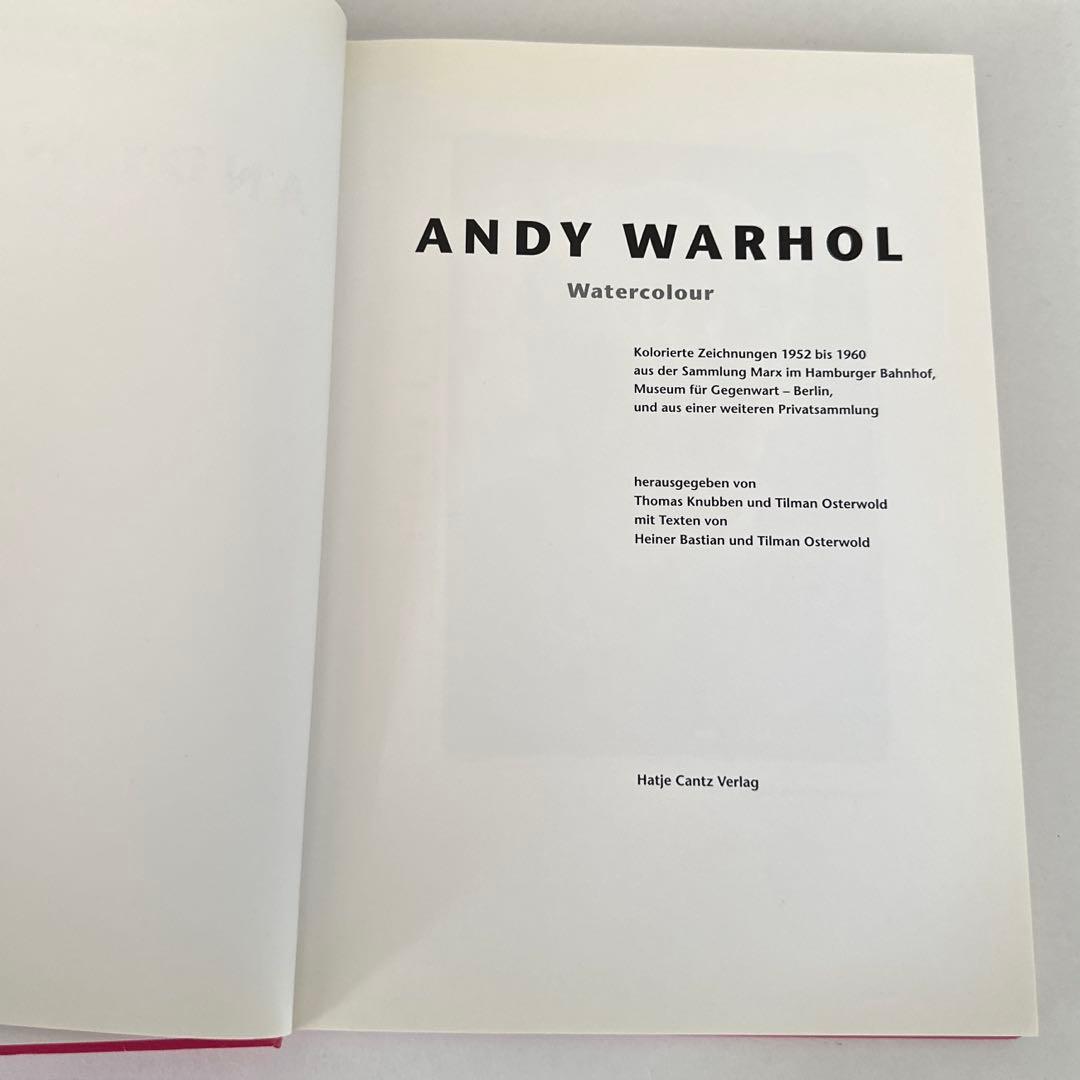 ANDY WARHOL
Watercolour
Kolorierte Zeichnungen 1952 bis 1960
aus der Sammlung Marx im Hamburger Bahnhof,
Museum für Gegenwart – Berlin,
und aus einer weiteren Privatsammlung
herausgegeben von
Thomas Knubben und Tilman Osterwold
mit Texten von
Heiner Bastian und Tilman Osterwold
Hatje Cantz Verlag